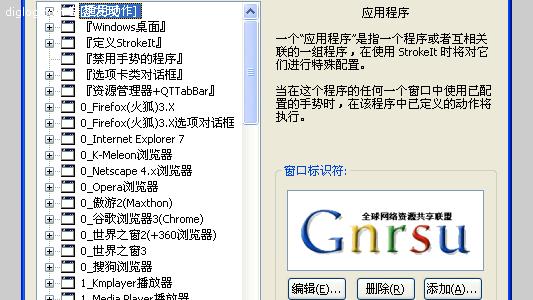 diglog
[通用动作]
『Windows桌面』
『定义StrokeIt』
『禁用手势的程序』
『选项卡类对话框』
『资源管理器+QTTabBar』
0_Firefox(火狐)3.X
0_Firefox(火狐)3.X选项对话框
0_Internet Explorer 7
0_K-Meleon浏览器
0_Netscape 4.x浏览器
0_Opera浏览器
0_傲游2(Maxthon)
0_谷歌浏览器3(Chrome)
0_世界之窗2(+360浏览器)
0_世界之窗3
0_搜狗浏览器
1_Kmplayer播放器
1_Media Player播放器
应用程序
一个“应用程序”是指一个程序或者互相关
联的一组程序，在使用 StrokeIt 时将对它
们进行特殊配置。
当在这个程序的任何一个窗口中使用已配
置的手势时，在该程序中已定义的动作将
执行。
窗口标识符:
全球网络资源共享联盟
Gnrsu
编辑(E)... 删除(R) 添加(A)...